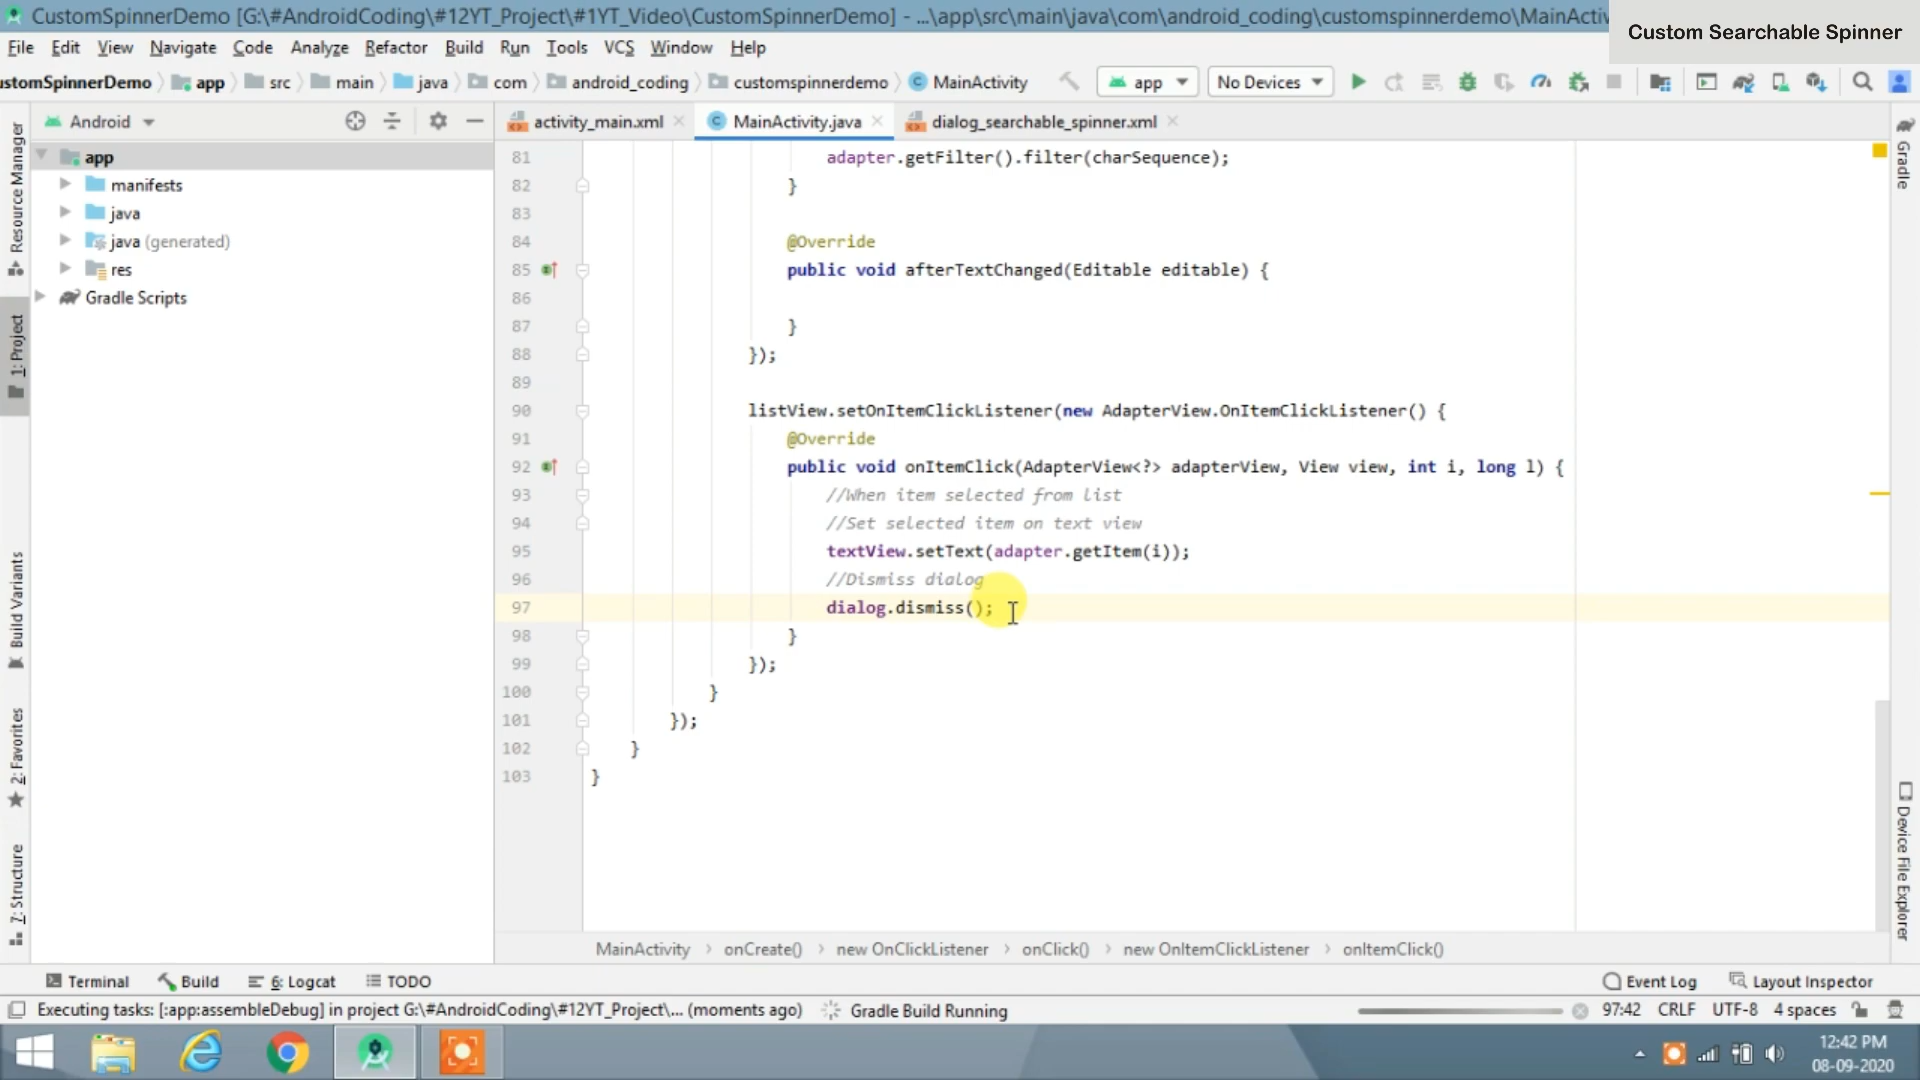 CustomSpinnerDemo [G:\#AndroidCoding\#12YT_Project\#1YT_Video\CustomSpinnerDemo] - ...\app\src\main\java\com\android_coding\customspinnerdemo\MainActiv
Custom Searchable Spinner
File Edit View Navigate Code Analyze Refactor Build Run Tools VCS Window Help
ustomSpinnerDemo app src main java com android_coding customspinnerdemo MainActivity app No Devices
Android
activity_main.xml MainActivity.java dialog_searchable_spinner.xml
Resource Manager
1: Project
Build Variants
2: Favorites
7: Structure
app
manifests
java
java (generated)
res
Gradle Scripts
81 adapter.getFilter().filter(charSequence);
82 }
83
84 @Override
85 public void afterTextChanged(Editable editable) {
86
87 }
88 });
89
90 listView.setOnItemClickListener(new AdapterView.OnItemClickListener() {
91 @Override
92 public void onItemClick(AdapterView<?> adapterView, View view, int i, long l) {
93 //When item selected from list
94 //Set selected item on text view
95 textView.setText(adapter.getItem(i));
96 //Dismiss dialog
97 dialog.dismiss();
98 }
99 });
100 }
101 });
102 }
103 }
Gradle
Device File Explorer
MainActivity onCreate() new OnClickListener onClick() new OnItemClickListener onItemClick()
Terminal Build 6: Logcat TODO Event Log Layout Inspector
Executing tasks: [:app:assembleDebug] in project G:\#AndroidCoding\#12YT_Project\... (moments ago) Gradle Build Running 97:42 CRLF UTF-8 4 spaces
12:42 PM
08-09-2020